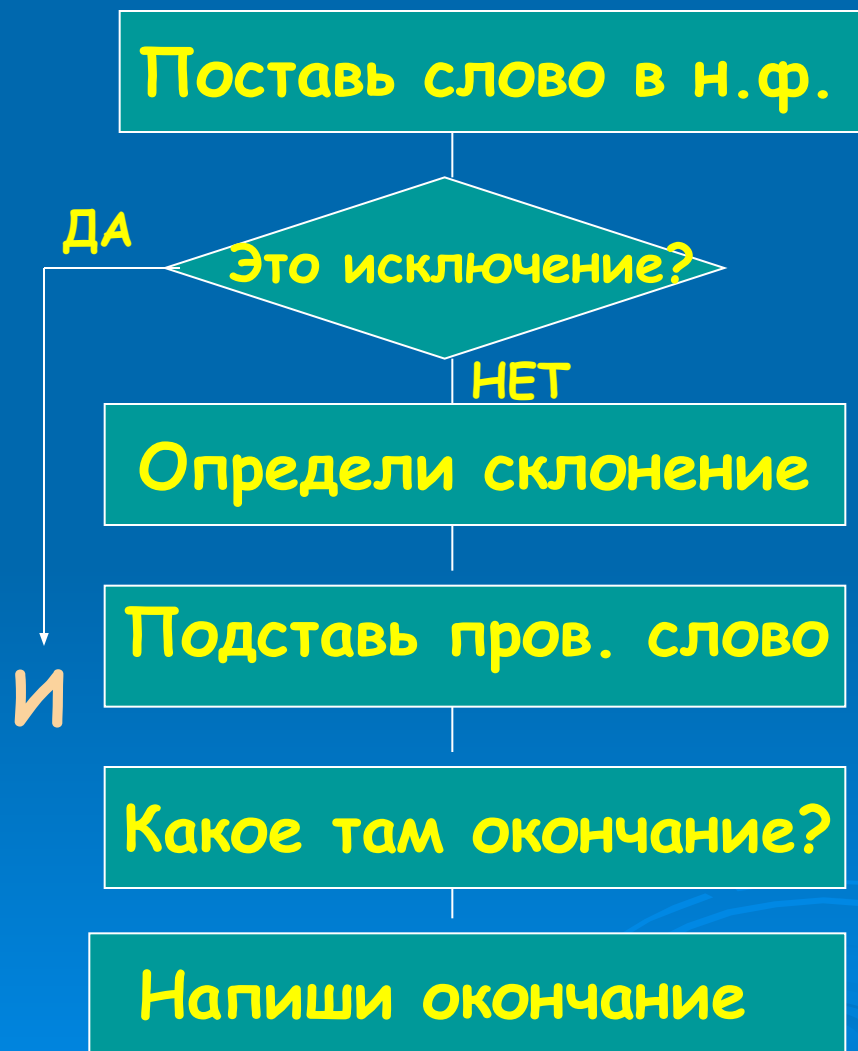 Поставь слово в н.ф.
ДА
Это исключение?
НЕТ
Определи склонение
Подставь пров. слово
И
Какое там окончание?
Напиши окончание